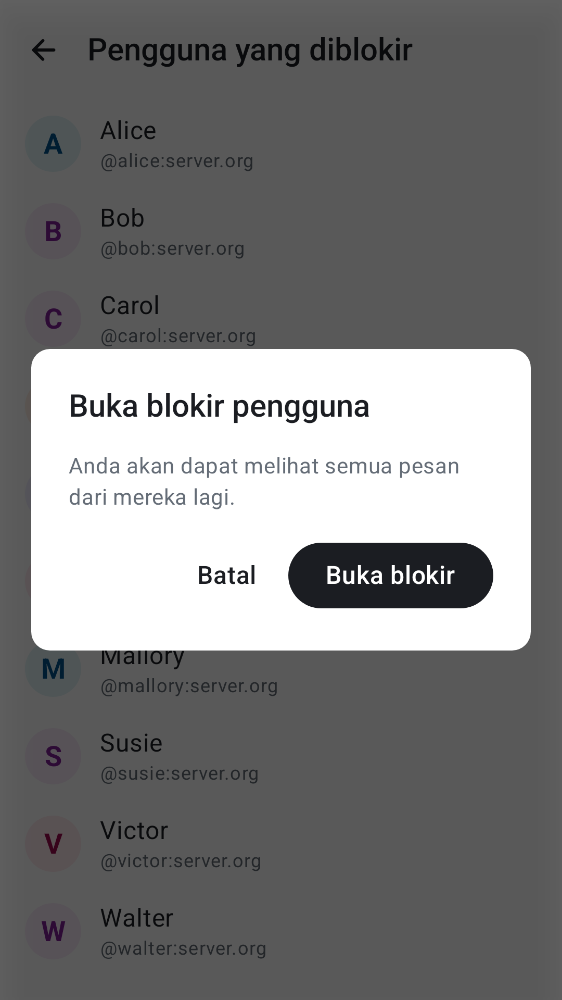 Pengguna yang diblokir
A
Alice
@alice:server.org
B
Bob
@bob:server.org
C
Carol
@carol:server.org
Buka blokir pengguna
Anda akan dapat melihat semua pesan
dari mereka lagi.
Batal
Buka blokir
M
Mallory
@mallory:server.org
S
Susie
@susie:server.org
V
Victor
@victor:server.org
W
Walter
@walter:server.org